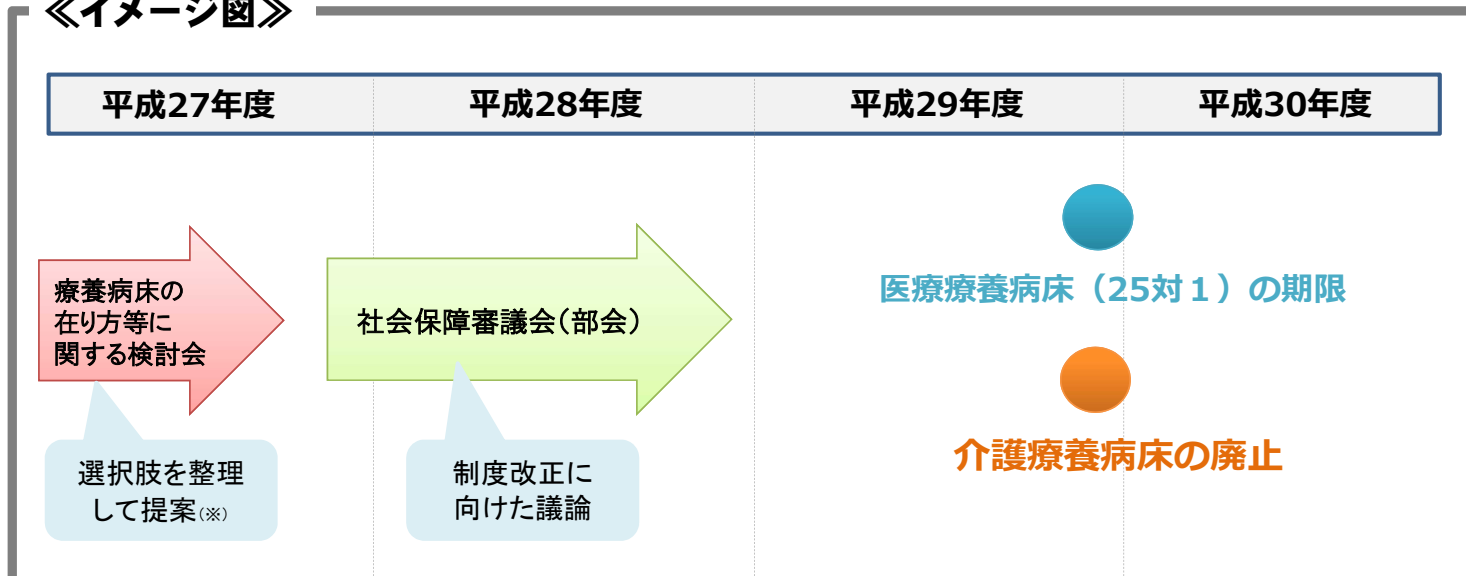 ≪イメージ図≫
平成27年度
平成28年度
平成29年度
平成30年度
療養病床の
在り方等に
関する検討会
社会保障審議会(部会)
医療療養病床（25対１）の期限
介護療養病床の廃止
選択肢を整理
して提案(※)
制度改正に
向けた議論